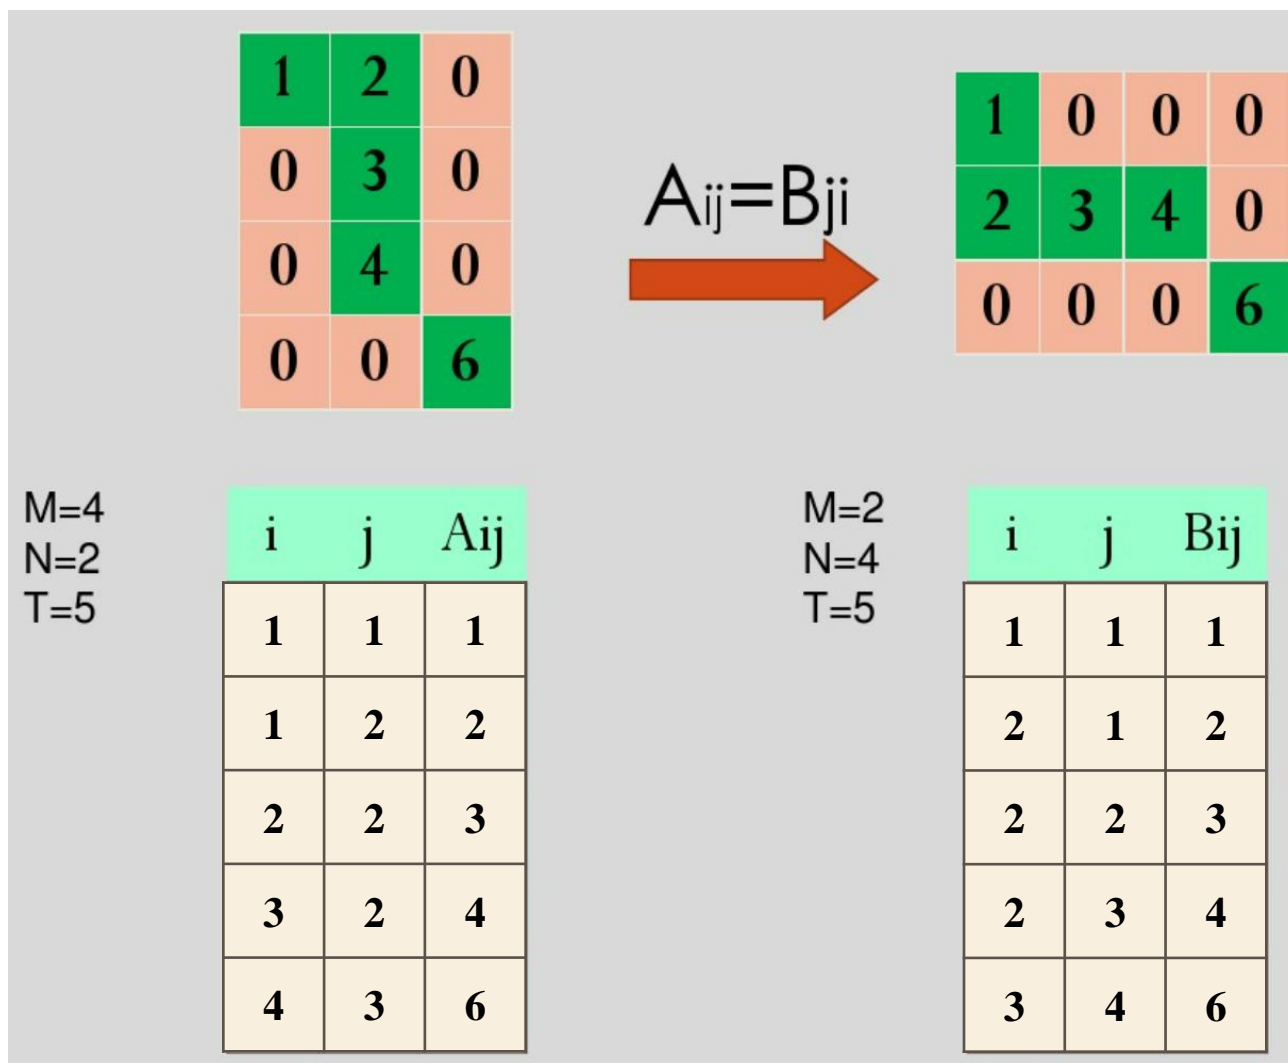 1 2 0
0 3 0
0 4 0
0 0 6
Aij=Bji
1 0 0 0
2 3 4 0
0 0 0 6
M=4
N=2
T=5
i j Aij
1 1 1
1 2 2
2 2 3
3 2 4
4 3 6
M=2
N=4
T=5
i j Bij
1 1 1
2 1 2
2 2 3
2 3 4
3 4 6